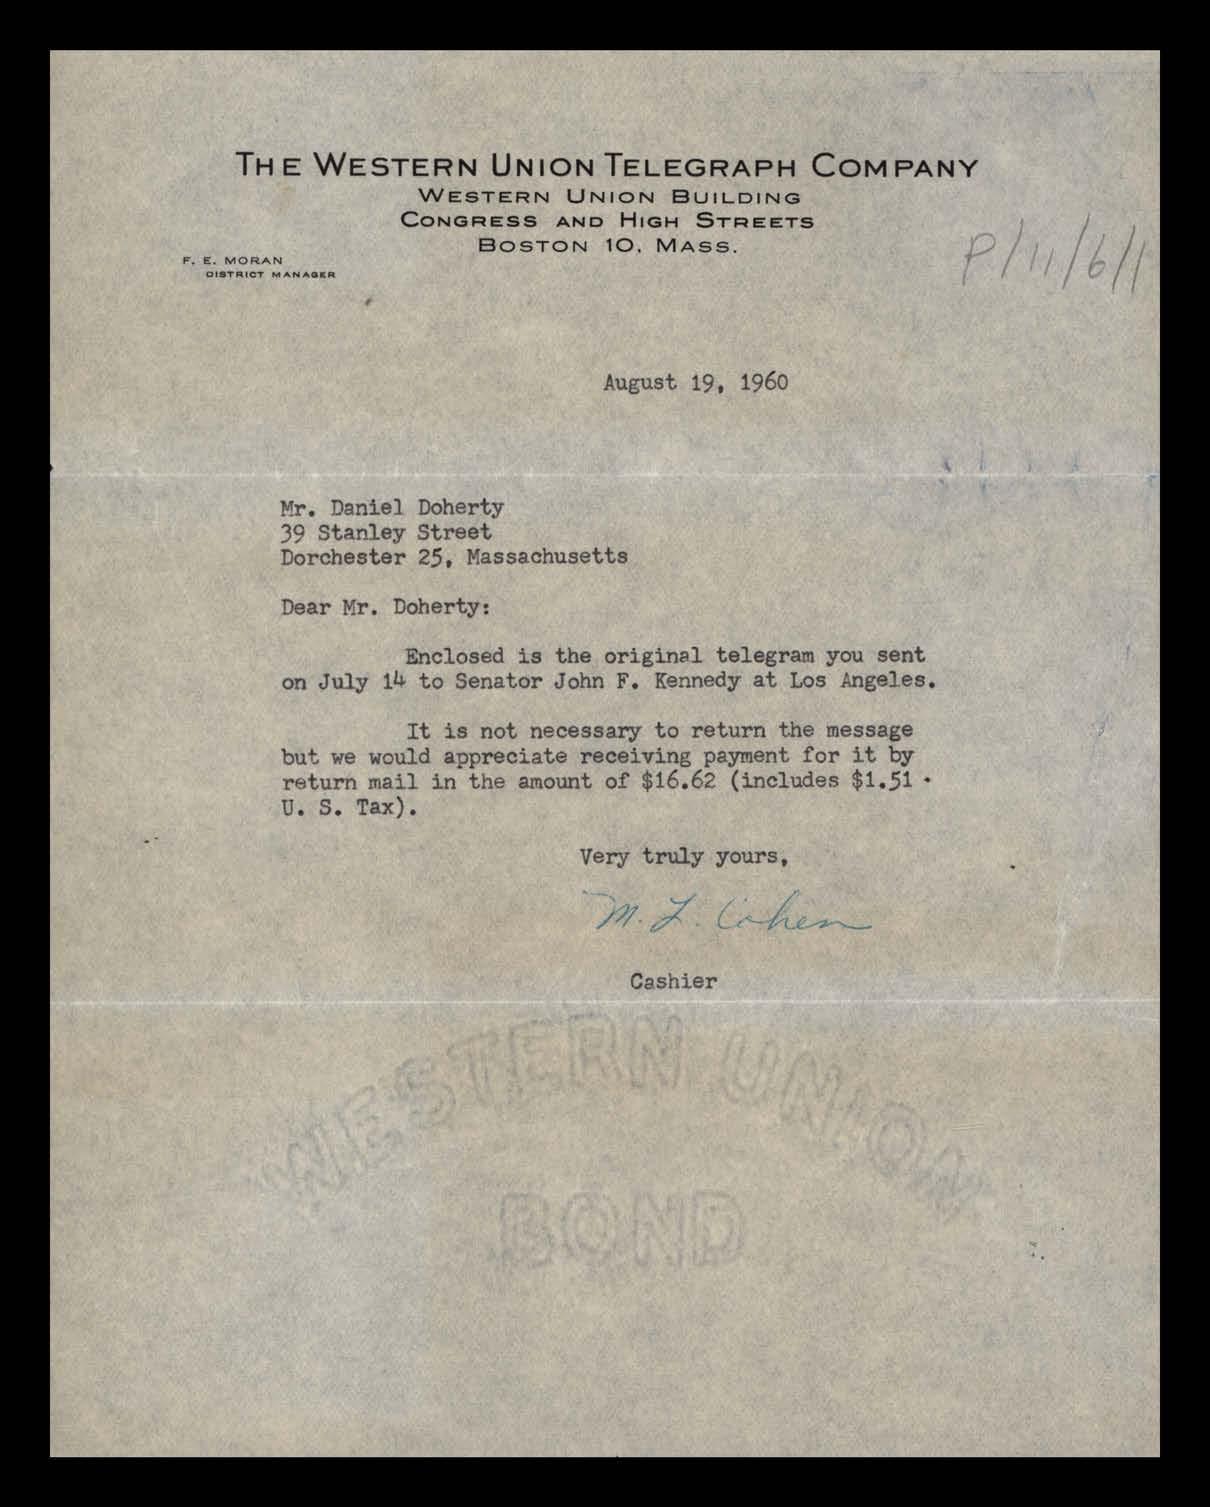 THE WESTERN UNION TELEGRAPH COMPANY
WESTERN UNION BUILDING
CONGRESS AND HIGH STREETS
BOSTON 10, MASS.
F. E. MORAN
DISTRICT MANAGER
P/11/6/1
August 19, 1960
Mr. Daniel Doherty
39 Stanley Street
Dorchester 25, Massachusetts
Dear Mr. Doherty:
Enclosed is the original telegram you sent
on July 14 to Senator John F. Kennedy at Los Angeles.
It is not necessary to return the message
but we would appreciate receiving payment for it by
return mail in the amount of $16.62 (includes $1.51
U. S. Tax).
Very truly yours,
M. L. Cohen
Cashier
WESTERN UNION
BOND